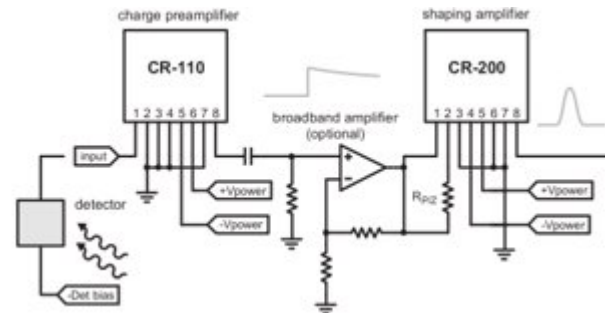 charge preamplifier
shaping amplifier
CR-110
1 2 3 4 5 6 7 8
broadband amplifier
(optional)
CR-200
1 2 3 4 5 6 7 8
input
+
−
+Vpower
-Vpower
RP/Z
+Vpower
-Vpower
detector
-Det bias